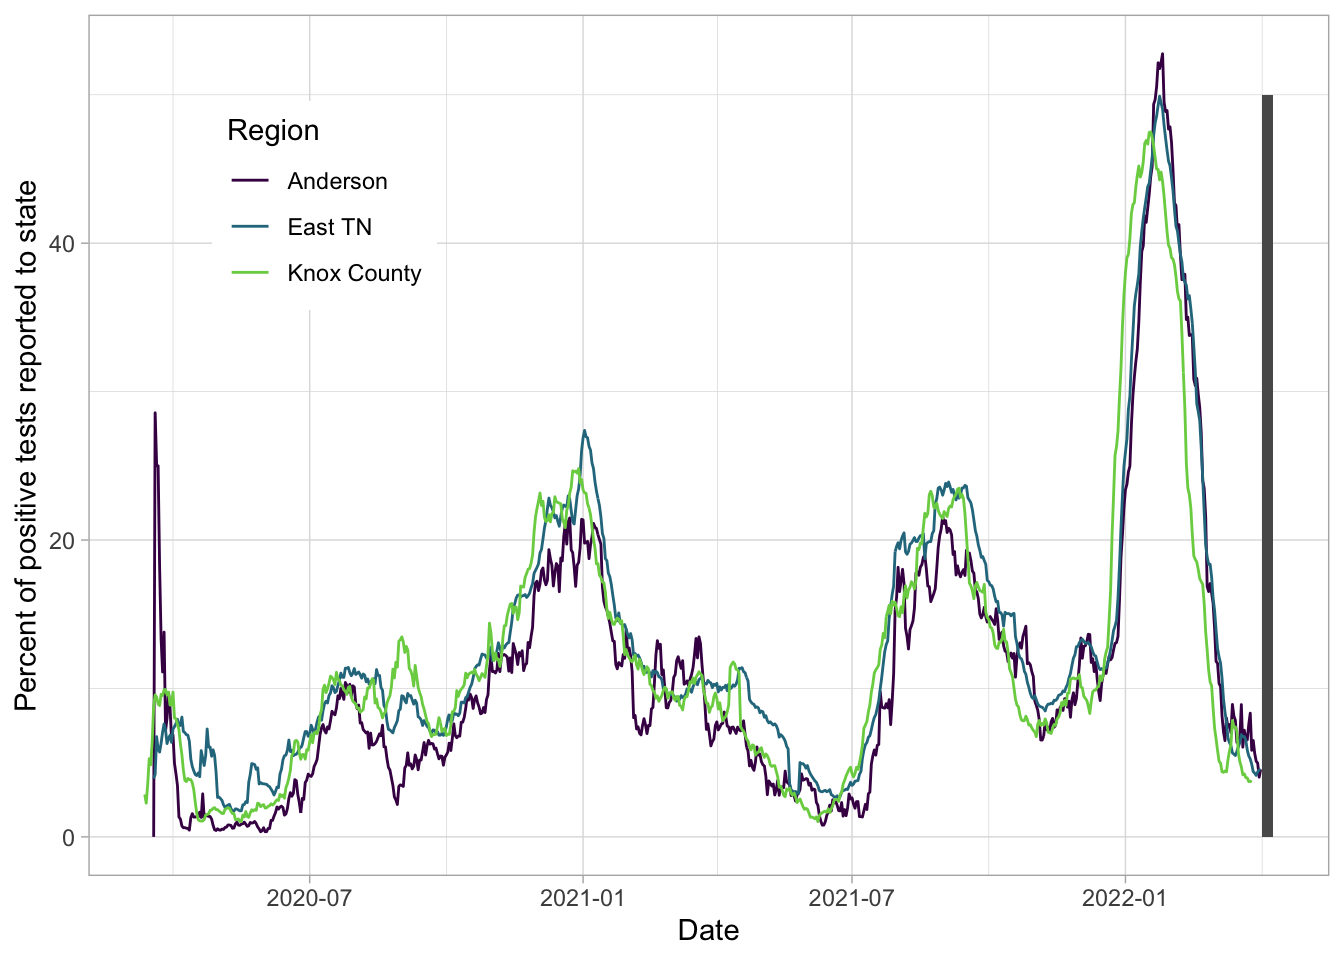 Region
Anderson
East TN
Knox County
Percent of positive tests reported to state
40
20
0
2020-07
2021-01
2021-07
2022-01
Date